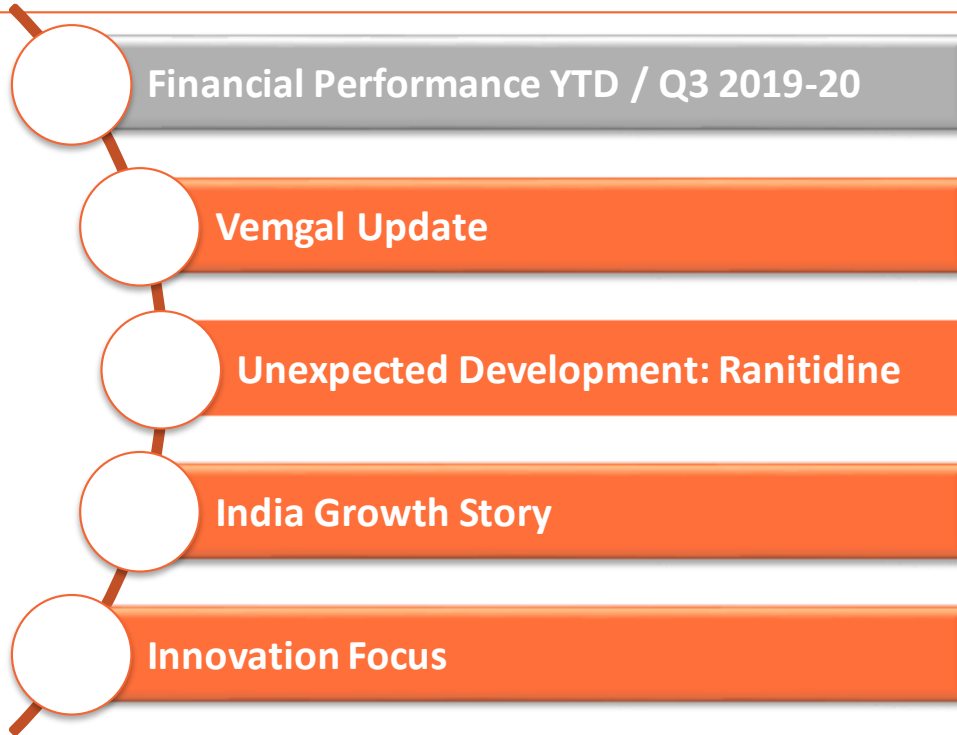 Financial Performance YTD / Q3 2019-20
Vemgal Update
Unexpected Development: Ranitidine
India Growth Story
Innovation Focus